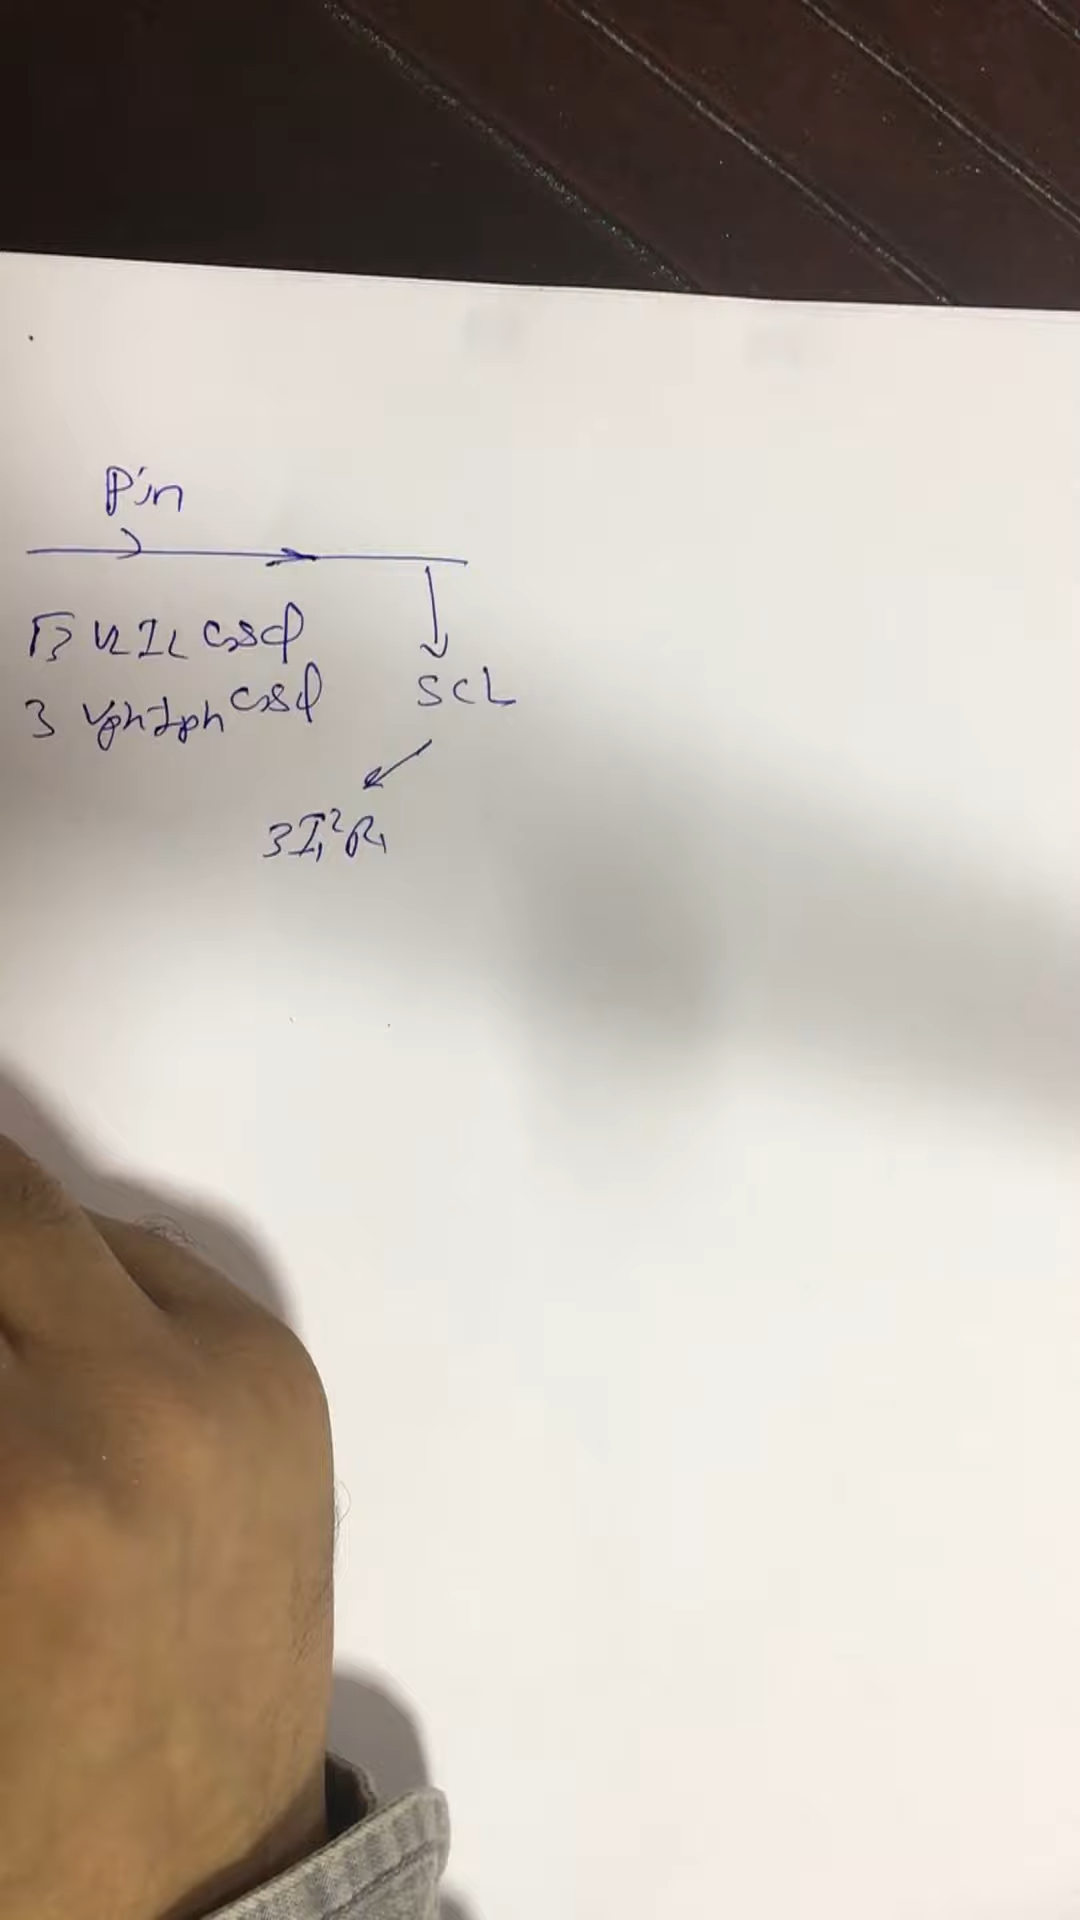 Pin
√3 VL IL cosφ
3 Vph Iph cosφ
SCL
3I₁²R₁